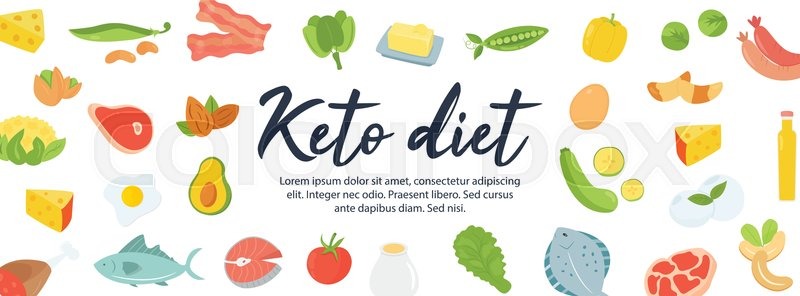 Keto diet
Lorem ipsum dolor sit amet, consectetur adipiscing
elit. Integer nec odio. Praesent libero. Sed cursus
ante dapibus diam. Sed nisi.
colourbox